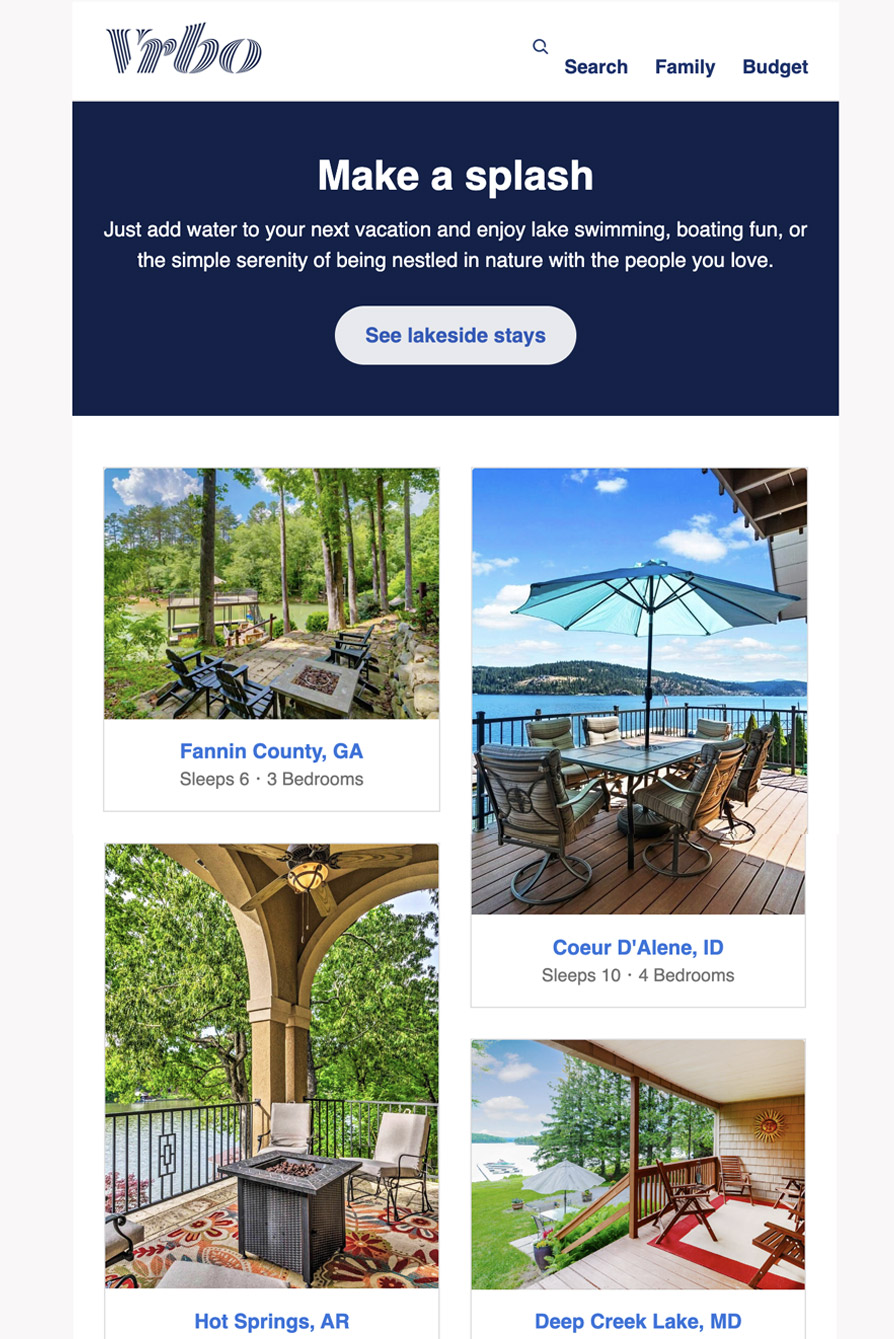 Vrbo
Search Family Budget
Make a splash
Just add water to your next vacation and enjoy lake swimming, boating fun, or
the simple serenity of being nestled in nature with the people you love.
See lakeside stays
Fannin County, GA
Sleeps 6 · 3 Bedrooms
Coeur D'Alene, ID
Sleeps 10 · 4 Bedrooms
Hot Springs, AR
Deep Creek Lake, MD